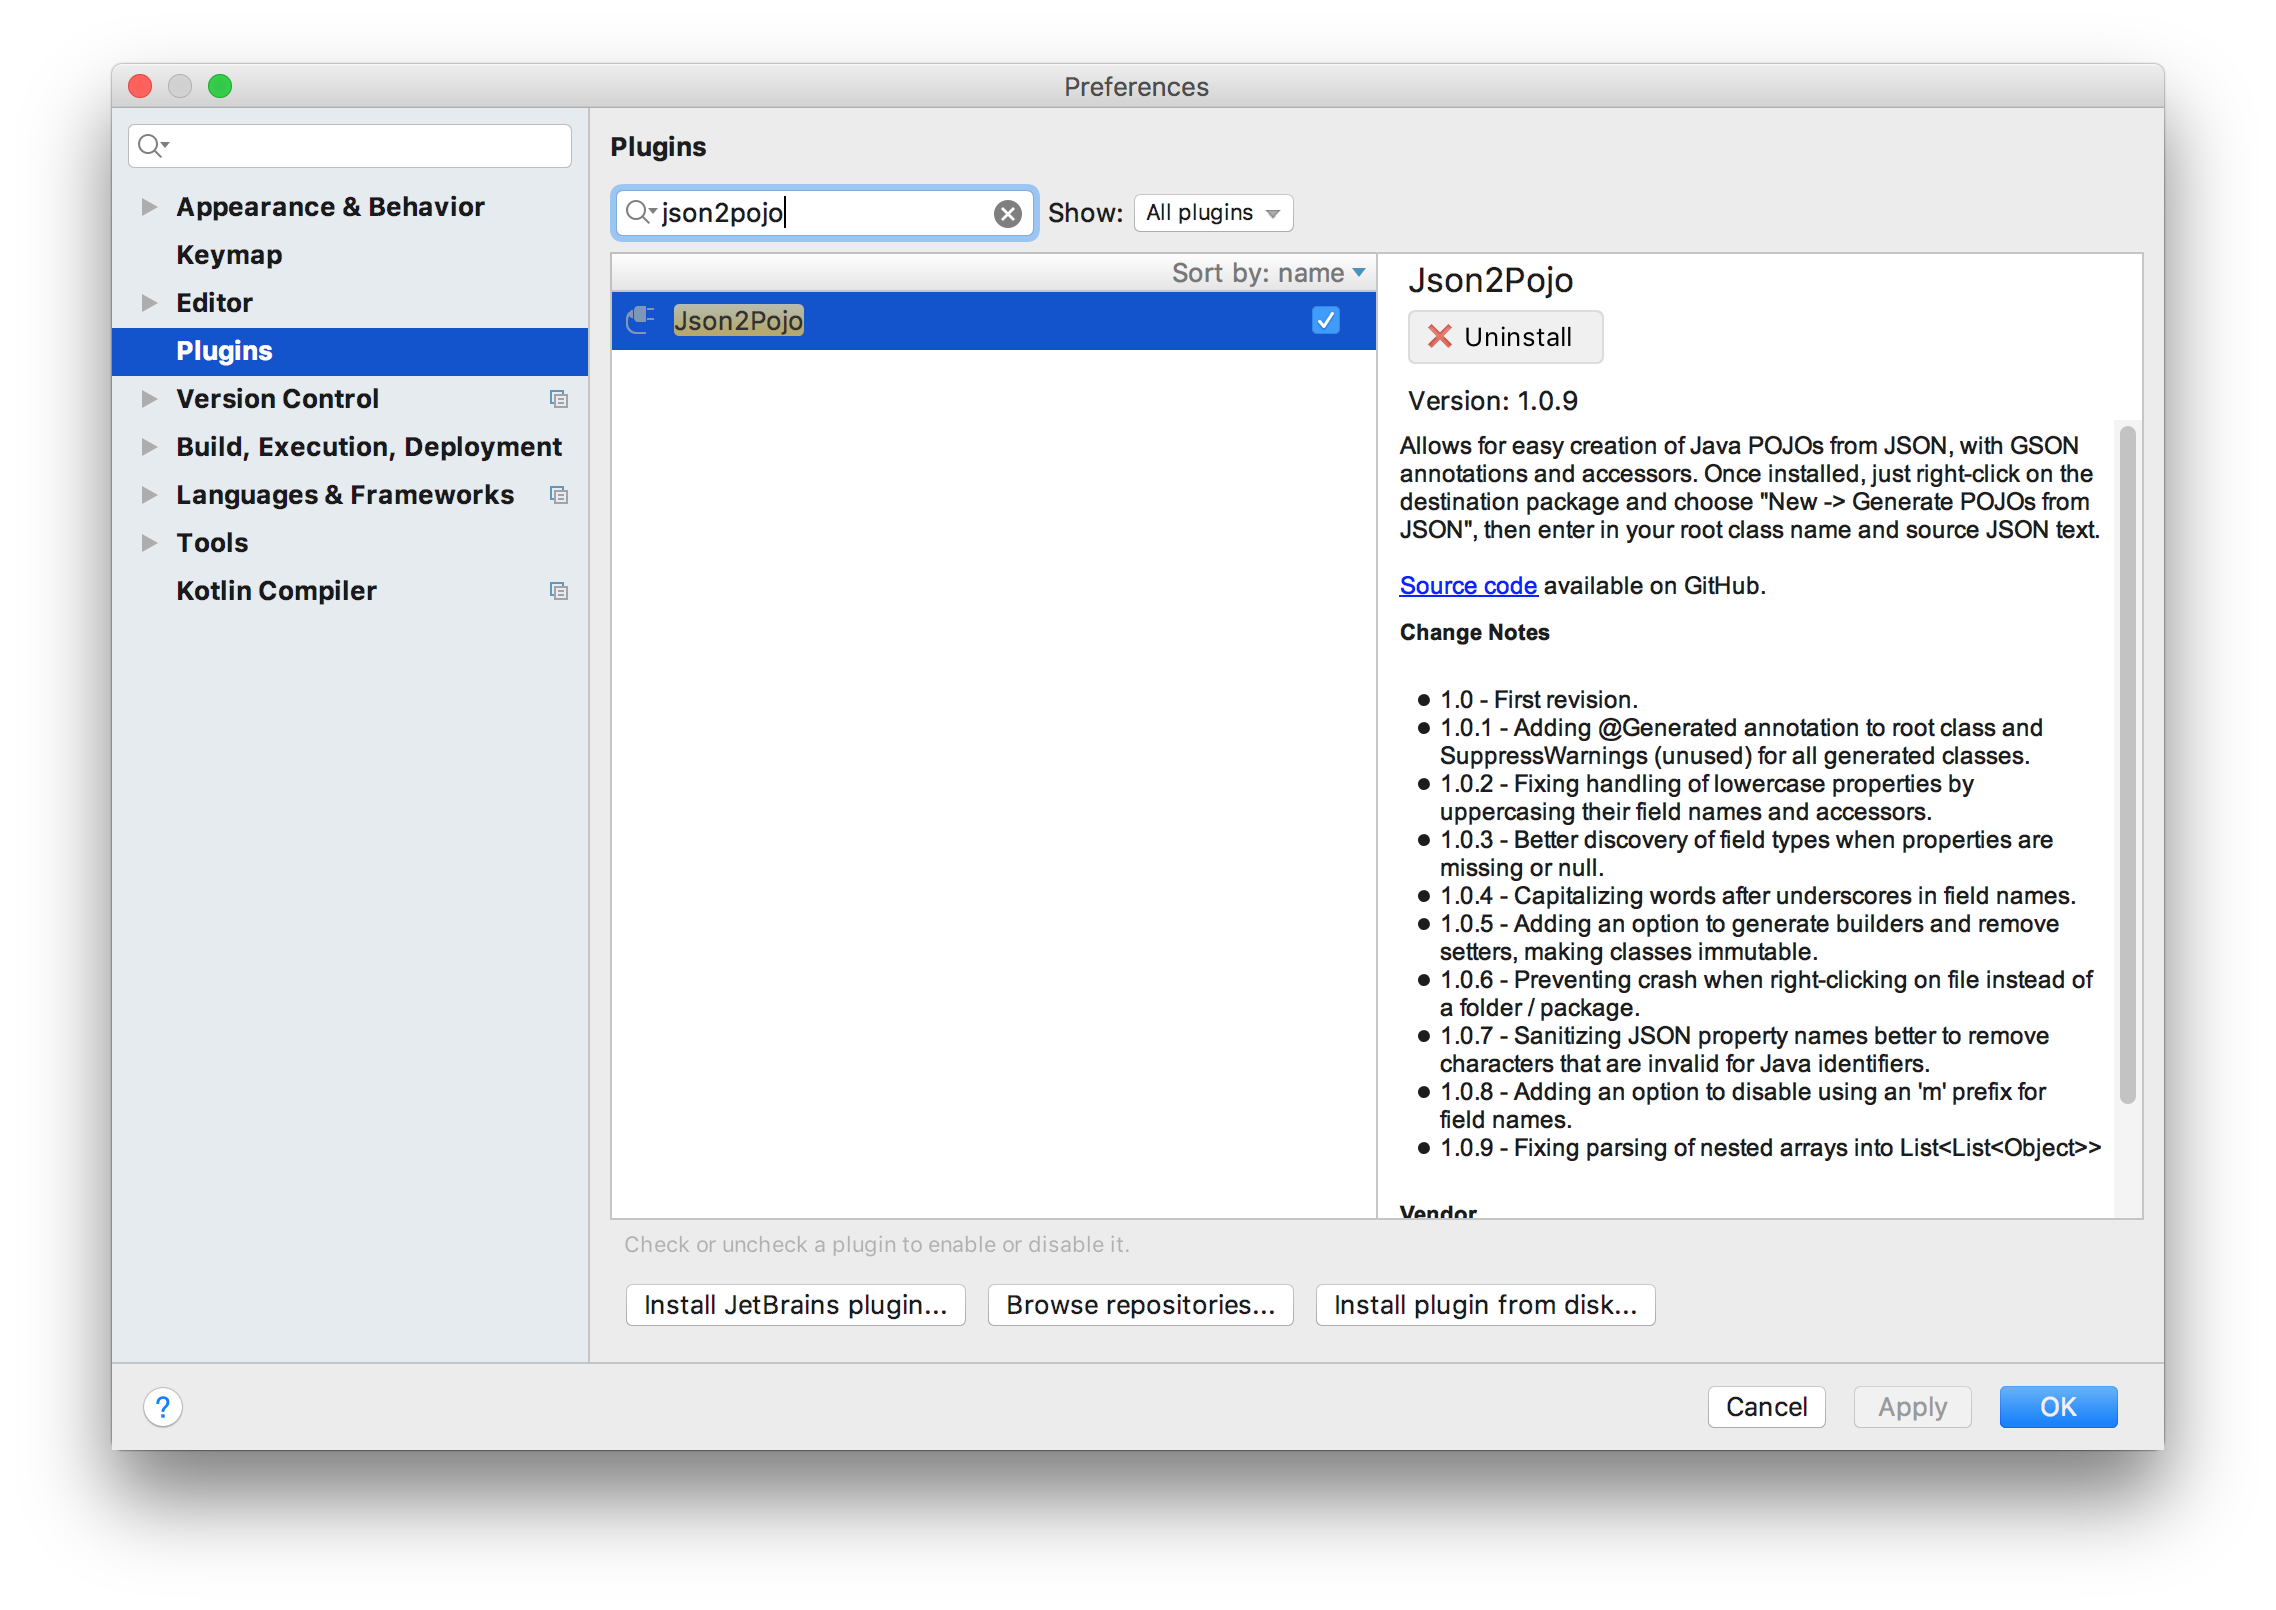 Preferences
Appearance & Behavior
Keymap
Editor
Plugins
Version Control
Build, Execution, Deployment
Languages & Frameworks
Tools
Kotlin Compiler
Plugins
json2pojo
Show:
All plugins
Sort by: name
Json2Pojo
Json2Pojo
Uninstall
Version: 1.0.9
Allows for easy creation of Java POJOs from JSON, with GSON
annotations and accessors. Once installed, just right-click on the
destination package and choose "New -> Generate POJOs from
JSON", then enter in your root class name and source JSON text.
Source code available on GitHub.
Change Notes
● 1.0 - First revision.
● 1.0.1 - Adding @Generated annotation to root class and
SuppressWarnings (unused) for all generated classes.
● 1.0.2 - Fixing handling of lowercase properties by
uppercasing their field names and accessors.
● 1.0.3 - Better discovery of field types when properties are
missing or null.
● 1.0.4 - Capitalizing words after underscores in field names.
● 1.0.5 - Adding an option to generate builders and remove
setters, making classes immutable.
● 1.0.6 - Preventing crash when right-clicking on file instead of
a folder / package.
● 1.0.7 - Sanitizing JSON property names better to remove
characters that are invalid for Java identifiers.
● 1.0.8 - Adding an option to disable using an 'm' prefix for
field names.
● 1.0.9 - Fixing parsing of nested arrays into List<List<Object>>
Vendor
Check or uncheck a plugin to enable or disable it.
Install JetBrains plugin...
Browse repositories...
Install plugin from disk...
?
Cancel
Apply
OK